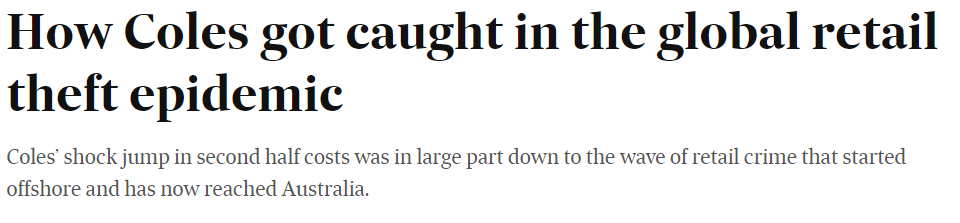 How Coles got caught in the global retail
theft epidemic
Coles’ shock jump in second half costs was in large part down to the wave of retail crime that started
offshore and has now reached Australia.